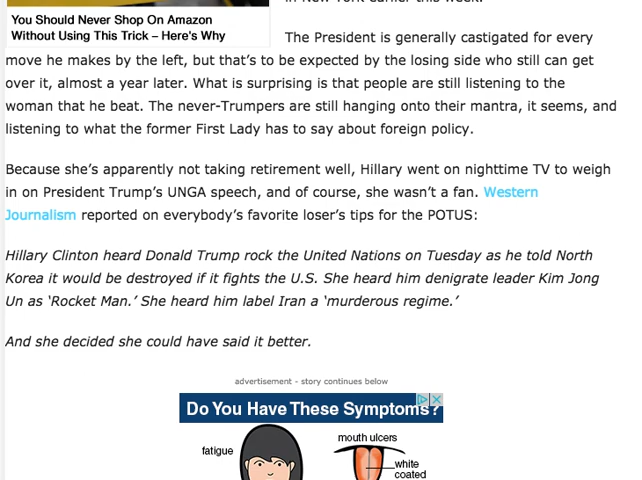 in New York earlier this week.
You Should Never Shop On Amazon
Without Using This Trick – Here's Why
The President is generally castigated for every
move he makes by the left, but that's to be expected by the losing side who still can get
over it, almost a year later. What is surprising is that people are still listening to the
woman that he beat. The never-Trumpers are still hanging onto their mantra, it seems, and
listening to what the former First Lady has to say about foreign policy.
Because she's apparently not taking retirement well, Hillary went on nighttime TV to weigh
in on President Trump's UNGA speech, and of course, she wasn't a fan. Western
Journalism reported on everybody's favorite loser's tips for the POTUS:
Hillary Clinton heard Donald Trump rock the United Nations on Tuesday as he told North
Korea it would be destroyed if it fights the U.S. She heard him denigrate leader Kim Jong
Un as 'Rocket Man.' She heard him label Iran a 'murderous regime.'
And she decided she could have said it better.
advertisement - story continues below
Do You Have These Symptoms?
fatigue
mouth ulcers
white
coated